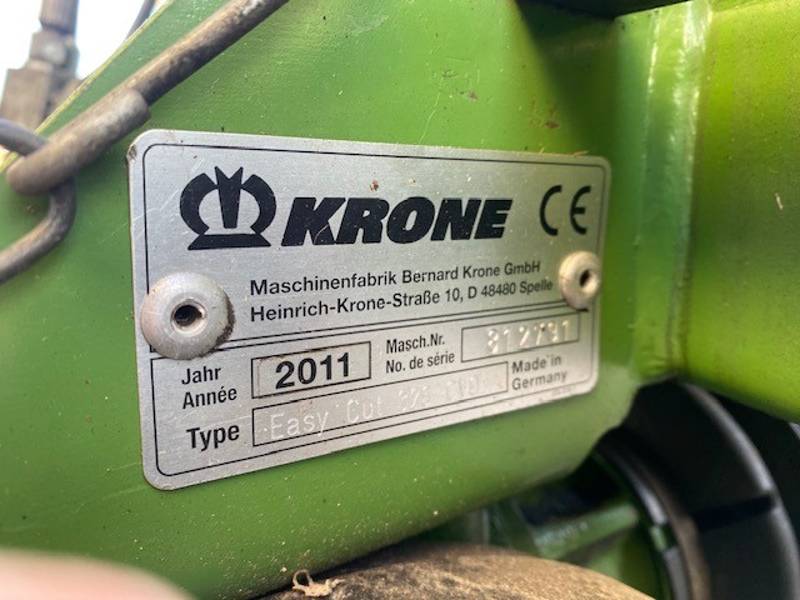 KRONE CE
Maschinenfabrik Bernard Krone GmbH
Heinrich-Krone-Straße 10, D 48480 Spelle
Jahr
Année
2011
Masch.Nr.
No. de série
812791
Made in
Germany
Type
Easy Cut